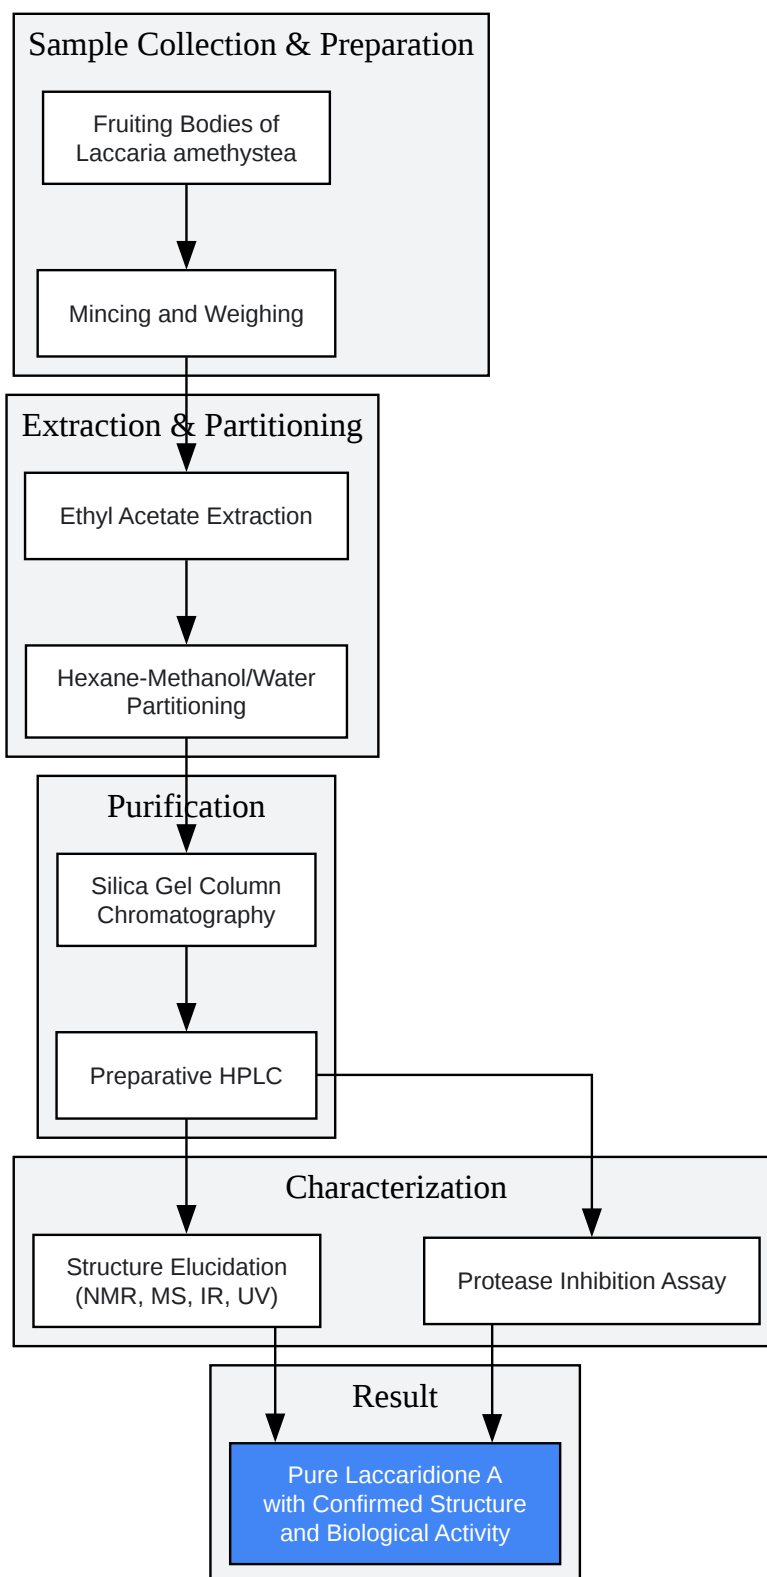 Sample Collection & Preparation
Fruiting Bodies of
Laccaria amethystea
Mincing and Weighing
Extraction & Partitioning
Ethyl Acetate Extraction
Hexane-Methanol/Water
Partitioning
Purification
Silica Gel Column
Chromatography
Preparative HPLC
Characterization
Structure Elucidation
(NMR, MS, IR, UV)
Protease Inhibition Assay
Result
Pure Laccaridione A
with Confirmed Structure
and Biological Activity